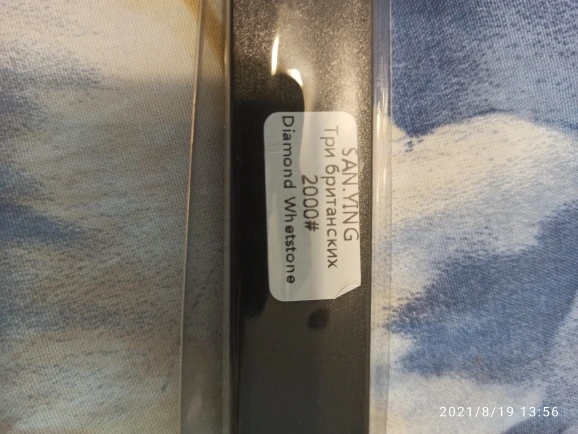 SAN.YING
Три британских
2000#
Diamond Whetstone
2021/8/19 13:56